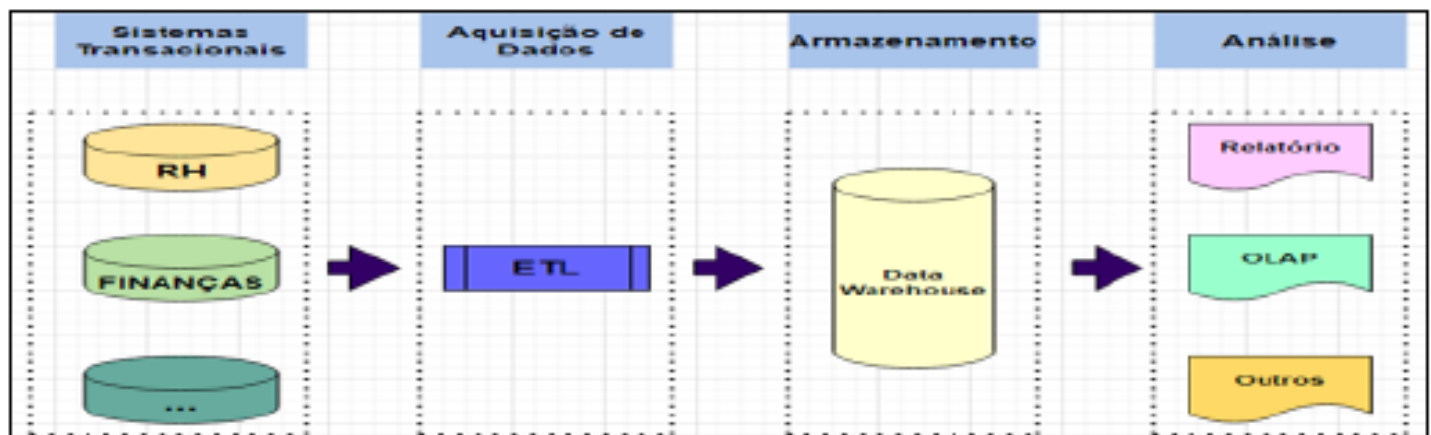 Sistemas
Transacionais
Aquisição de
Dados
Armazenamento
Análise
RH
FINANÇAS
...
ETL
Data
Warehouse
Relatório
OLAP
Outros